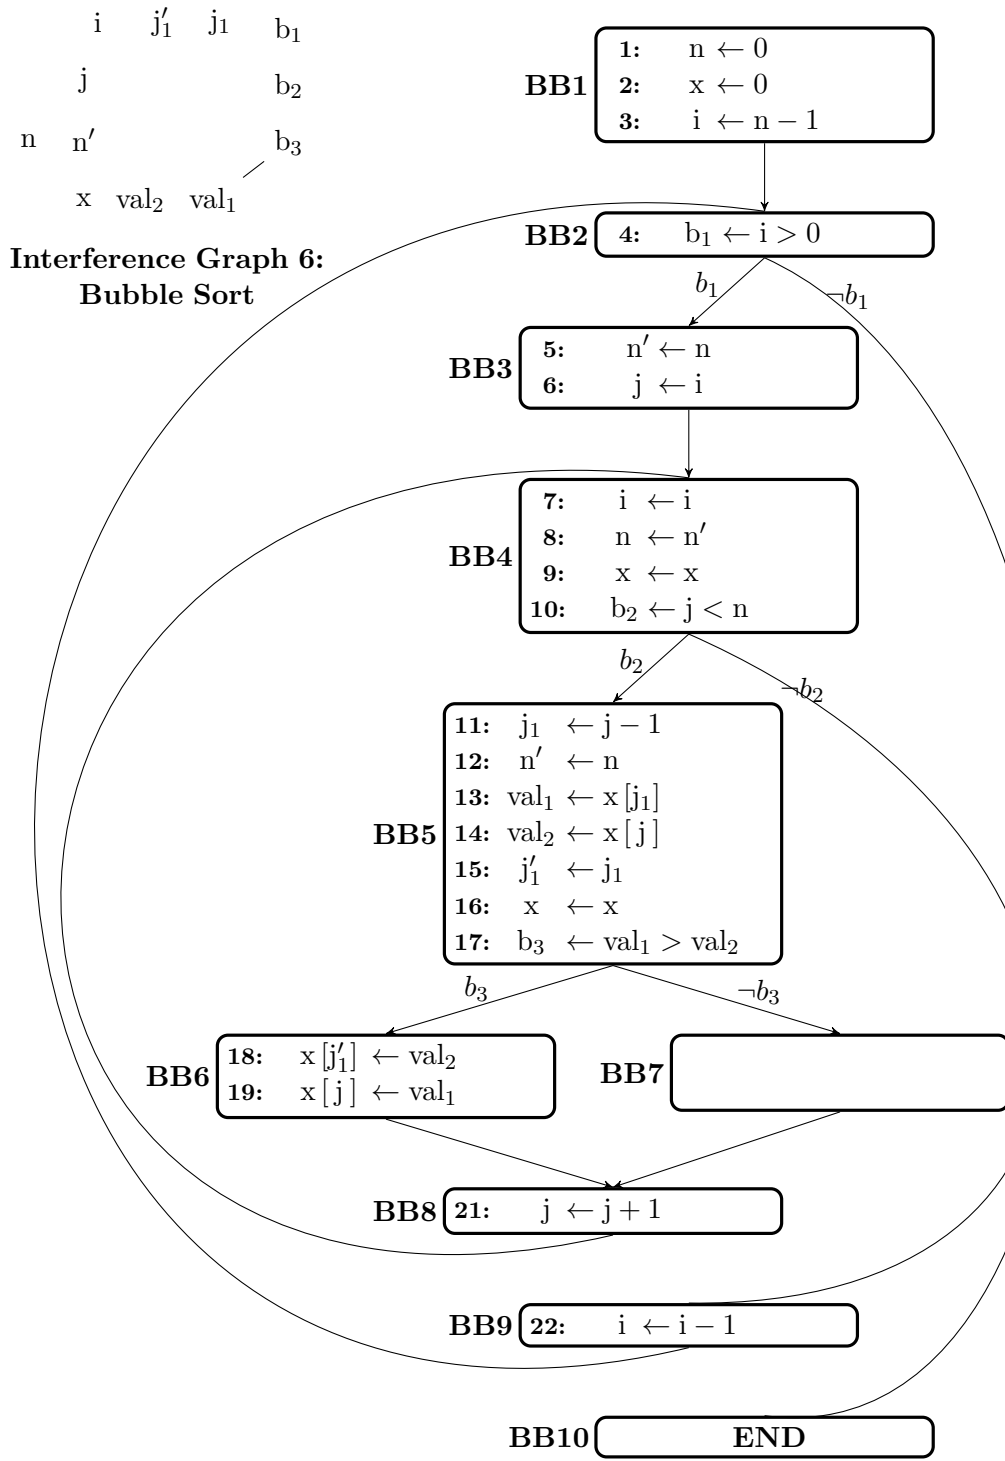 i j′₁ j₁ b₁
j b₂
n n′ b₃
x val₂ val₁
Interference Graph 6:
Bubble Sort
BB1
1: n ← 0
2: x ← 0
3: i ← n − 1
BB2
4: b₁ ← i > 0
b₁
¬b₁
BB3
5: n′ ← n
6: j ← i
BB4
7: i ← i
8: n ← n′
9: x ← x
10: b₂ ← j < n
b₂
¬b₂
BB5
11: j₁ ← j − 1
12: n′ ← n
13: val₁ ← x [j₁]
14: val₂ ← x [ j ]
15: j′₁ ← j₁
16: x ← x
17: b₃ ← val₁ > val₂
b₃
¬b₃
BB6
18: x [j′₁] ← val₂
19: x [ j ] ← val₁
BB7
BB8
21: j ← j + 1
BB9
22: i ← i − 1
BB10
END